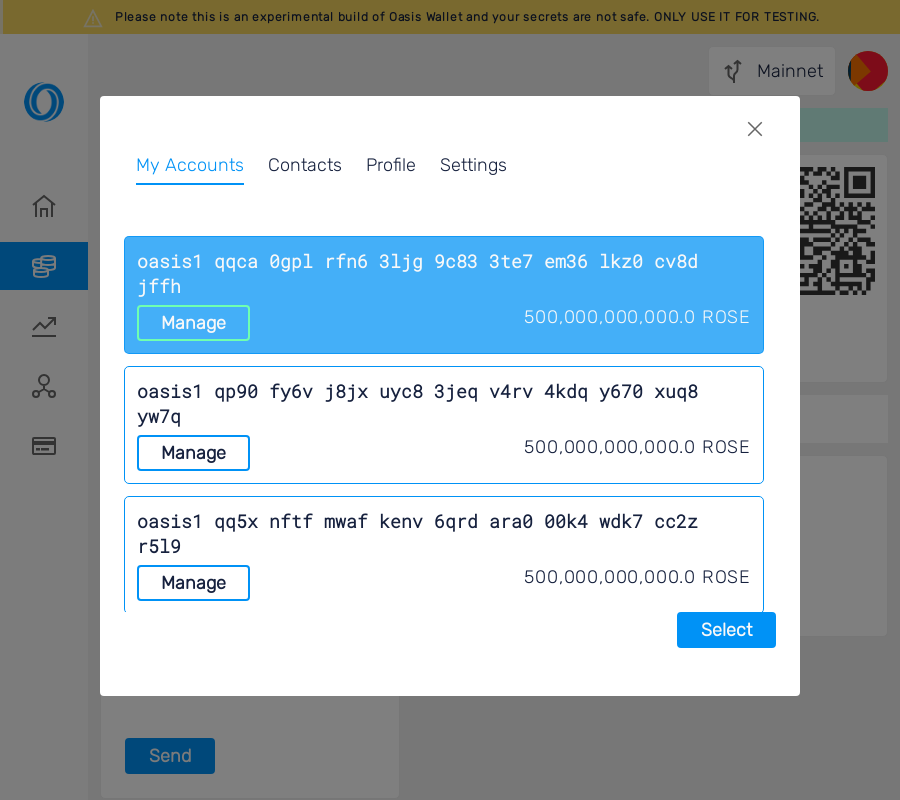 Please note this is an experimental build of Oasis Wallet and your secrets are not safe. ONLY USE IT FOR TESTING.
Mainnet
My Accounts Contacts Profile Settings
oasis1 qqca 0gpl rfn6 3ljg 9c83 3te7 em36 lkz0 cv8d
jffh
Manage 500,000,000,000.0 ROSE
oasis1 qp90 fy6v j8jx uyc8 3jeq v4rv 4kdq y670 xuq8
yw7q
Manage 500,000,000,000.0 ROSE
oasis1 qq5x nftf mwaf kenv 6qrd ara0 00k4 wdk7 cc2z
r5l9
Manage 500,000,000,000.0 ROSE
Select
Send